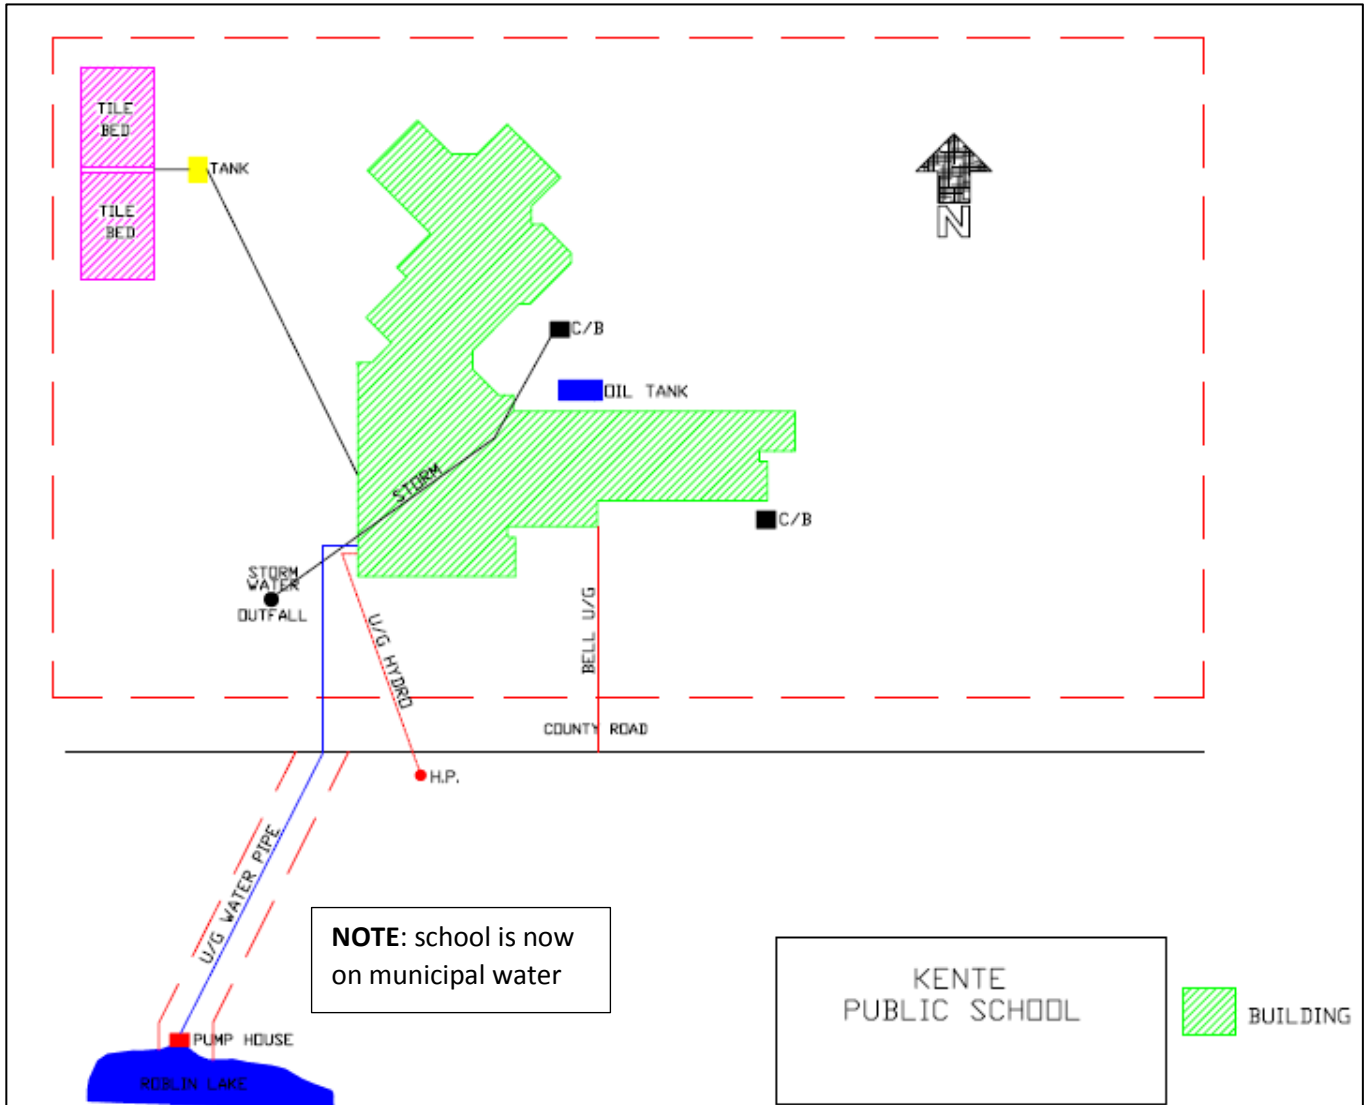 TILE
BED
TANK
TILE
BED
N
C/B
OIL TANK
STORM
C/B
STORM
WATER
OUTFALL
U/G HYDRO
BELL U/G
COUNTY ROAD
H.P.
U/G WATER PIPE
NOTE: school is now
on municipal water
KENTE
PUBLIC SCHOOL
BUILDING
PUMP HOUSE
ROBLIN LAKE